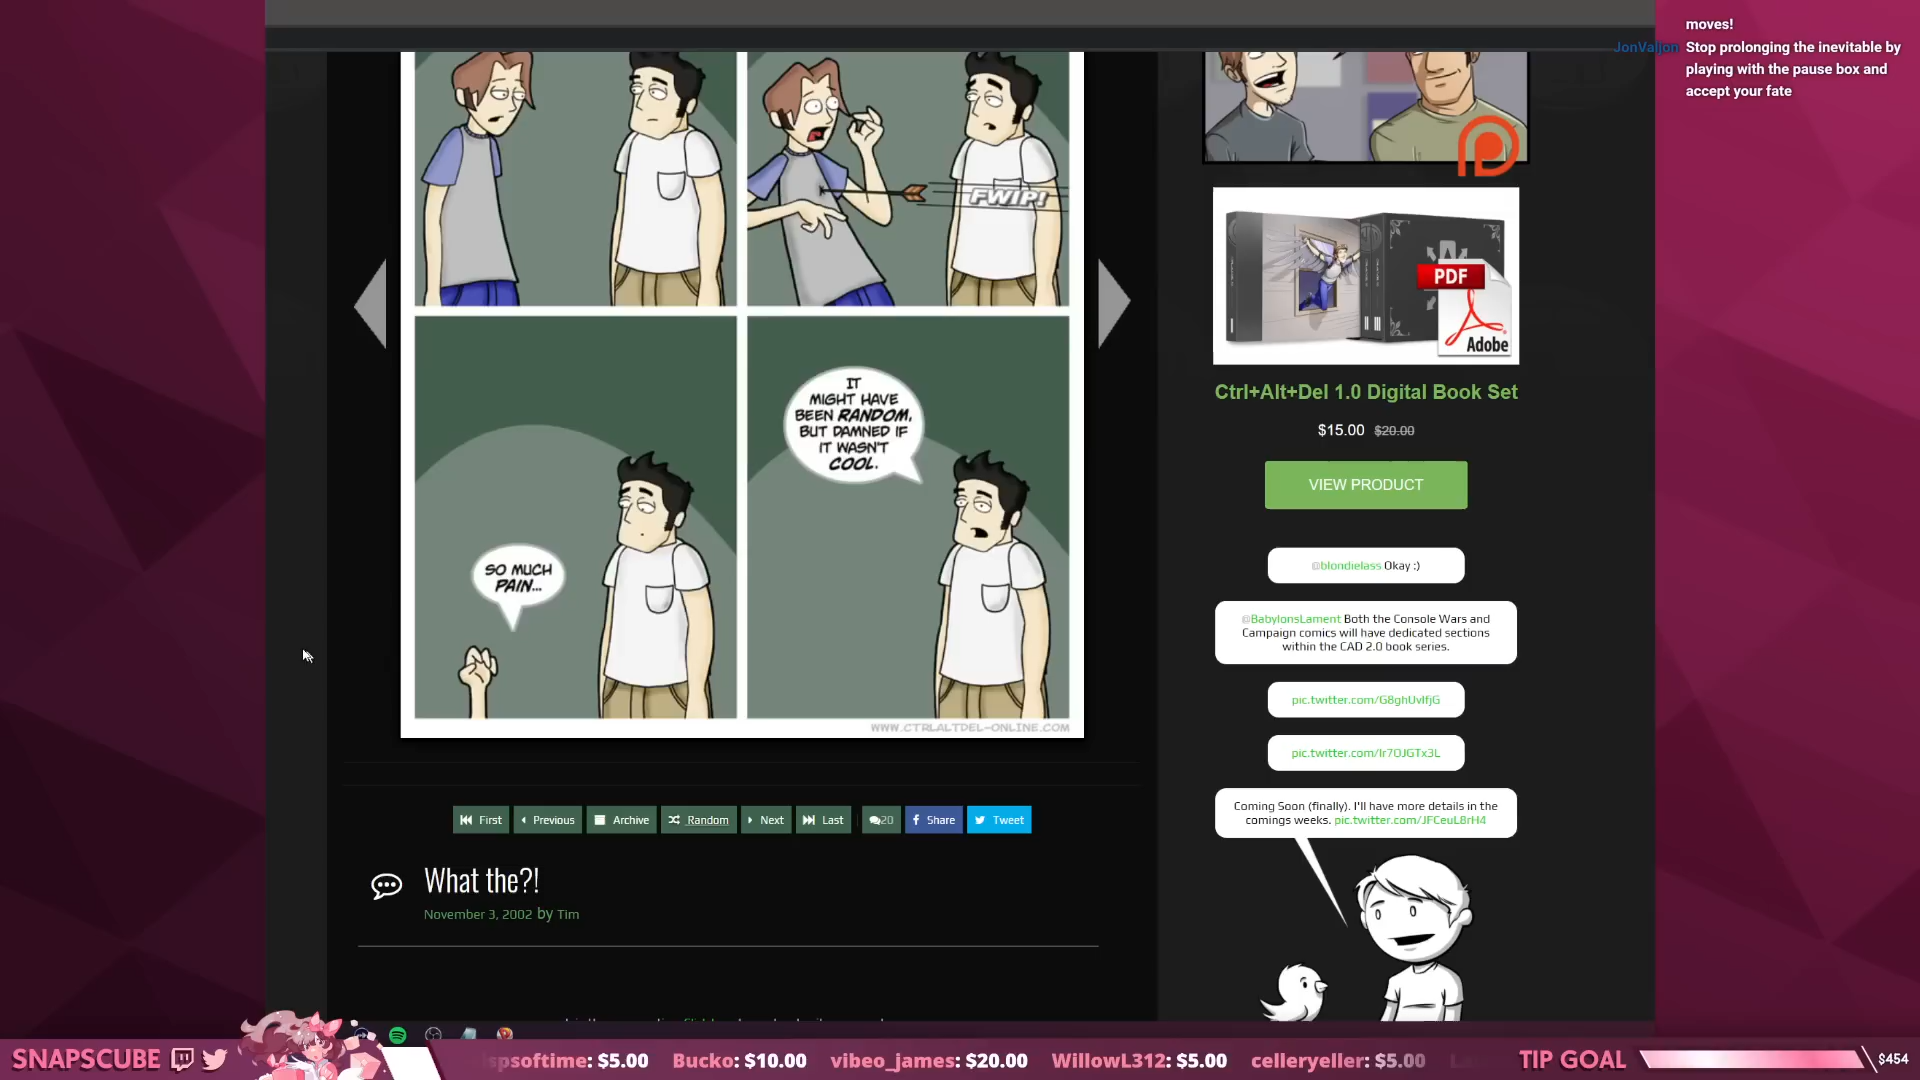 moves!
JonValjon Stop prolonging the inevitable by
playing with the pause box and
accept your fate
FWIP!
IT
MIGHT HAVE
BEEN RANDOM,
BUT DAMNED IF
IT WASN'T
COOL.
SO MUCH
PAIN...
WWW.CTRLALTDEL-ONLINE.COM
First
Previous
Archive
Random
Next
Last
20
Share
Tweet
What the?!
November 3, 2002 by Tim
PDF
Adobe
Ctrl+Alt+Del 1.0 Digital Book Set
$15.00 $20.00
VIEW PRODUCT
@blondielass Okay :)
@BabylonsLament Both the Console Wars and
Campaign comics will have dedicated sections
within the CAD 2.0 book series.
pic.twitter.com/G8ghUvIfjG
pic.twitter.com/Ir7OJGTx3L
Coming Soon (finally). I'll have more details in the
comings weeks. pic.twitter.com/JFCeuL8rH4
SNAPSCUBE
spsoftime: $5.00 Bucko: $10.00 vibeo_james: $20.00 WillowL312: $5.00 celleryeller: $5.00
TIP GOAL
$454